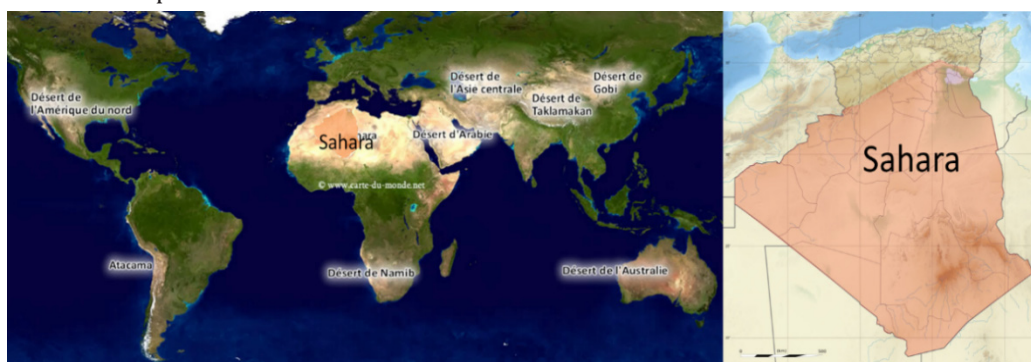 Désert de
l'Amérique du nord
Désert de
l'Asie centrale
Désert de
Gobi
Désert de
Taklamakan
Sahara
Désert d'Arabie
© www.carte-du-monde.net
Atacama
Désert de Namib
Désert de l'Australie
Sahara